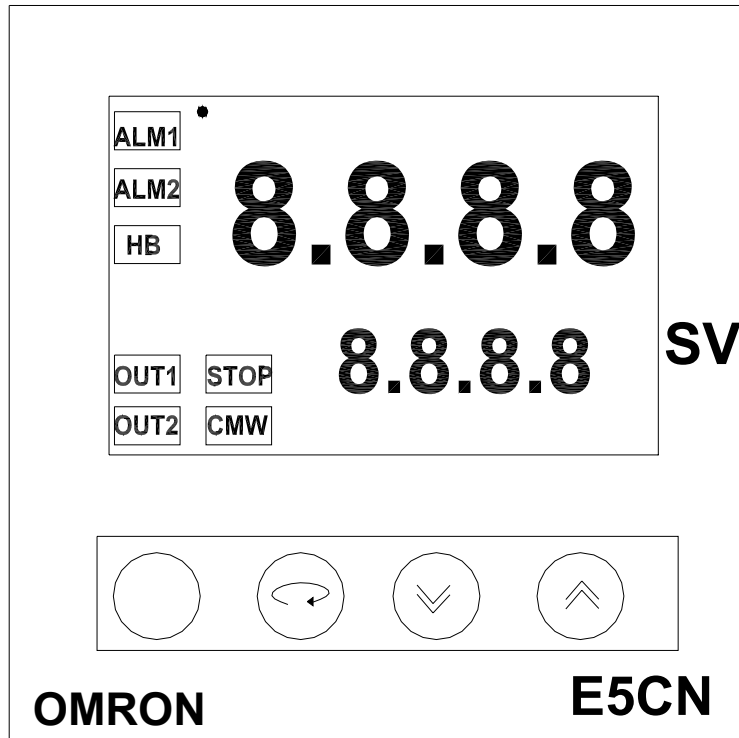 ALM1
8.8.8.8
ALM2
HB
SV
8.8.8.8
OUT1 STOP
OUT2 CMW
OMRON
E5CN